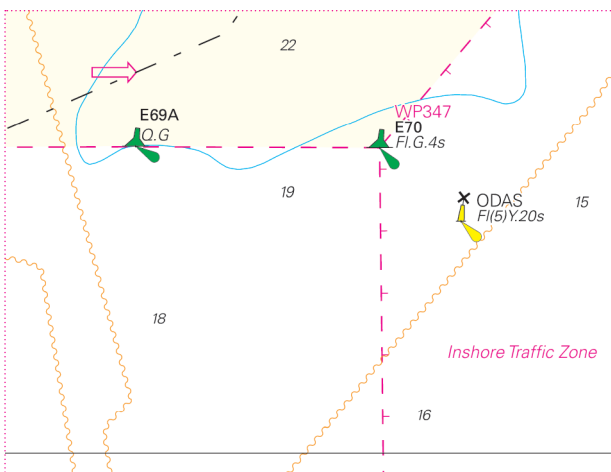 22
E69A
Q.G
WP347
E70
Fl.G.4s
19
ODAS
Fl(5)Y.20s
15
18
Inshore Traffic Zone
16